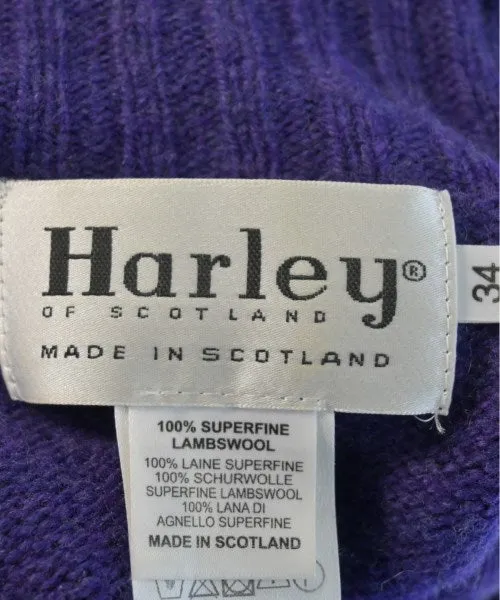 Harley®
OF SCOTLAND
MADE IN SCOTLAND
34
100% SUPERFINE
LAMBSWOOL
100% LAINE SUPERFINE
100% SCHURWOLLE
SUPERFINE LAMBSWOOL
100% LANA DI
AGNELLO SUPERFINE
MADE IN SCOTLAND